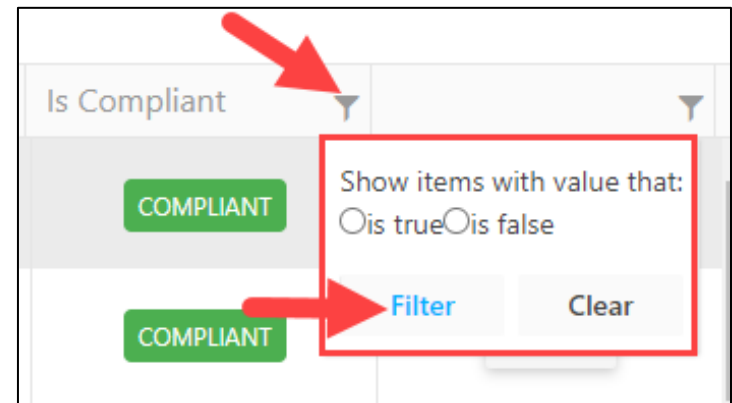 Is Compliant
COMPLIANT
Show items with value that:
is true is false
Filter Clear
COMPLIANT